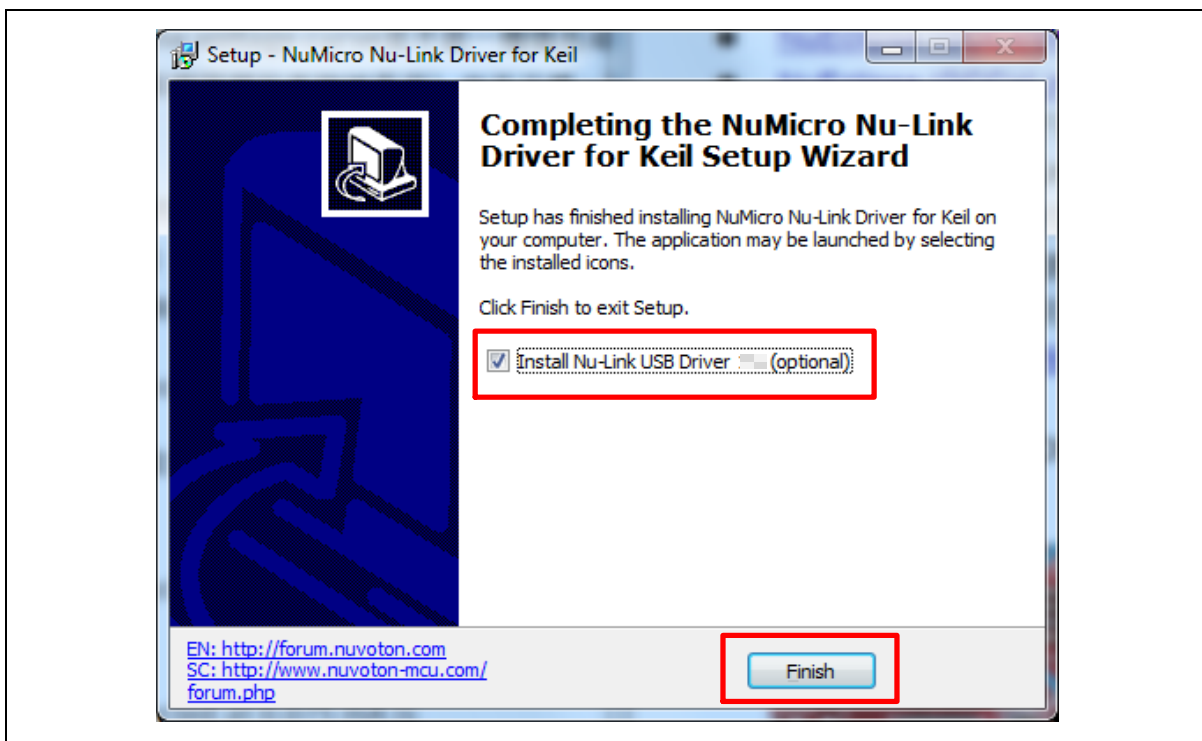 Setup - NuMicro Nu-Link Driver for Keil
Completing the NuMicro Nu-Link
Driver for Keil Setup Wizard
Setup has finished installing NuMicro Nu-Link Driver for Keil on
your computer. The application may be launched by selecting
the installed icons.
Click Finish to exit Setup.
Install Nu-Link USB Driver (optional)
EN: http://forum.nuvoton.com
SC: http://www.nuvoton-mcu.com/
forum.php
Finish